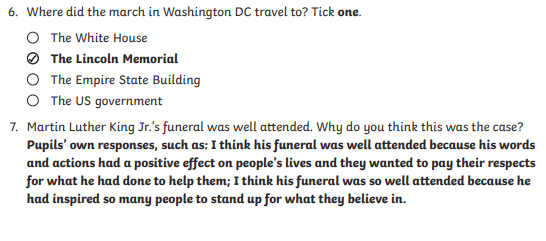 6. Where did the march in Washington DC travel to? Tick one.
The White House
The Lincoln Memorial
The Empire State Building
The US government
7. Martin Luther King Jr.'s funeral was well attended. Why do you think this was the case?
Pupils' own responses, such as: I think his funeral was well attended because his words
and actions had a positive effect on people's lives and they wanted to pay their respects
for what he had done to help them; I think his funeral was so well attended because he
had inspired so many people to stand up for what they believe in.